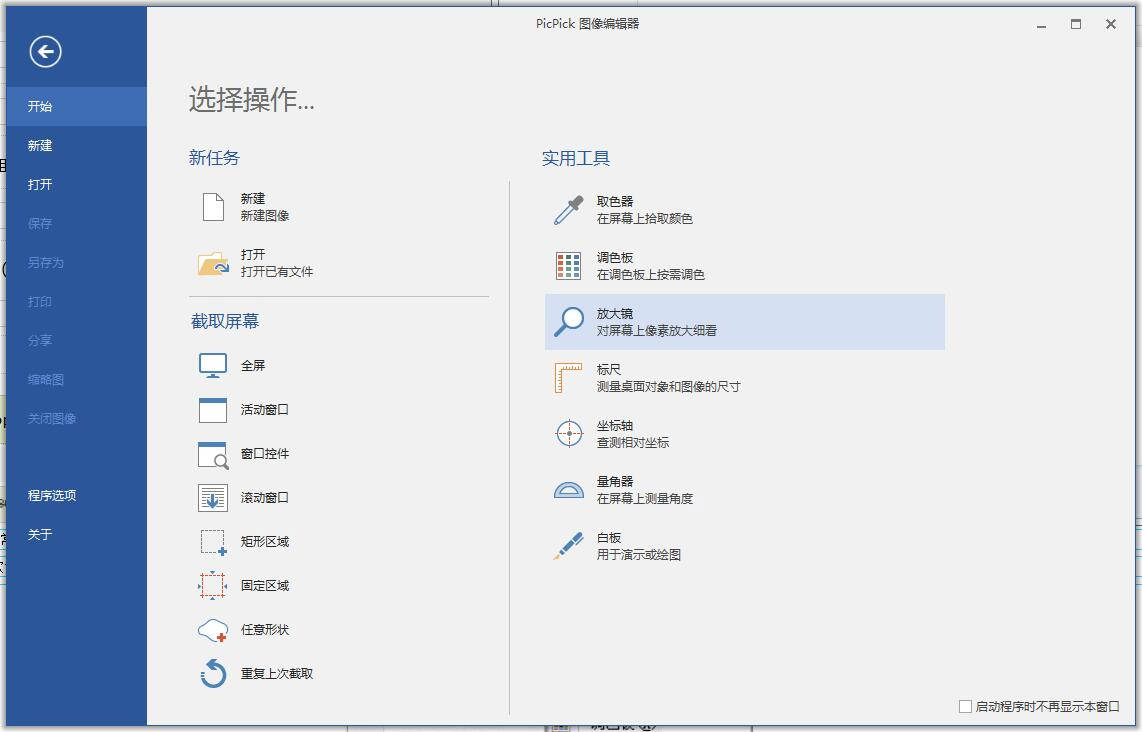 PicPick 图像编辑器
开始
新建
打开
保存
另存为
打印
分享
缩略图
关闭图像
程序选项
关于
选择操作...
新任务
新建
新建图像
打开
打开已有文件
截取屏幕
全屏
活动窗口
窗口控件
滚动窗口
矩形区域
固定区域
任意形状
重复上次截取
实用工具
取色器
在屏幕上拾取颜色
调色板
在调色板上按需调色
放大镜
对屏幕上像素放大细看
标尺
测量桌面对象和图像的尺寸
坐标轴
查测相对坐标
量角器
在屏幕上测量角度
白板
用于演示或绘图
启动程序时不再显示本窗口